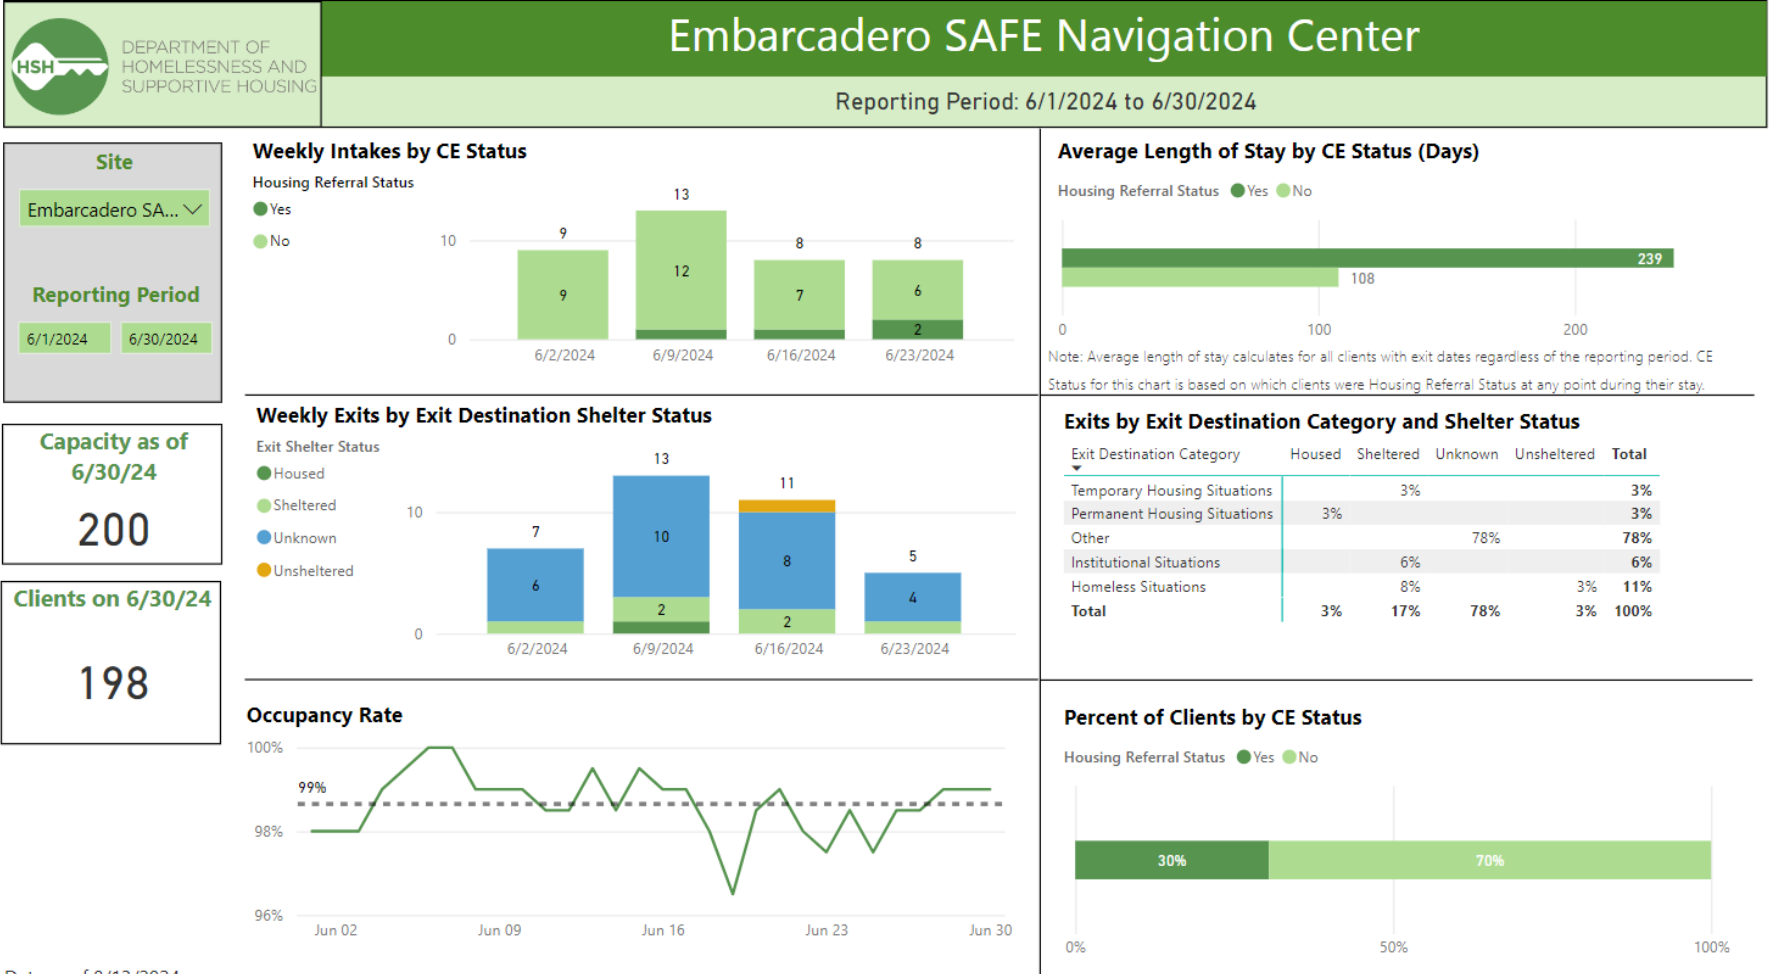 HSH
DEPARTMENT OF
HOMELESSNESS AND
SUPPORTIVE HOUSING
Embarcadero SAFE Navigation Center
Reporting Period: 6/1/2024 to 6/30/2024
Site
Embarcadero SA...
Reporting Period
6/1/2024 6/30/2024
Capacity as of
6/30/24
200
Clients on 6/30/24
198
Weekly Intakes by CE Status
Housing Referral Status
Yes
No
10
0
9
9
13
12
8
7
8
6
2
6/2/2024 6/9/2024 6/16/2024 6/23/2024
Average Length of Stay by CE Status (Days)
Housing Referral Status Yes No
239
108
0 100 200
Note: Average length of stay calculates for all clients with exit dates regardless of the reporting period. CE
Status for this chart is based on which clients were Housing Referral Status at any point during their stay.
Weekly Exits by Exit Destination Shelter Status
Exit Shelter Status
Housed
Sheltered
Unknown
Unsheltered
10
0
7
6
13
10
2
11
8
2
5
4
6/2/2024 6/9/2024 6/16/2024 6/23/2024
Exits by Exit Destination Category and Shelter Status
Exit Destination Category Housed Sheltered Unknown Unsheltered Total
Temporary Housing Situations 3% 3%
Permanent Housing Situations 3% 3%
Other 78% 78%
Institutional Situations 6% 6%
Homeless Situations 8% 3% 11%
Total 3% 17% 78% 3% 100%
Occupancy Rate
100%
99%
98%
96%
Jun 02 Jun 09 Jun 16 Jun 23 Jun 30
Percent of Clients by CE Status
Housing Referral Status Yes No
30% 70%
0% 50% 100%